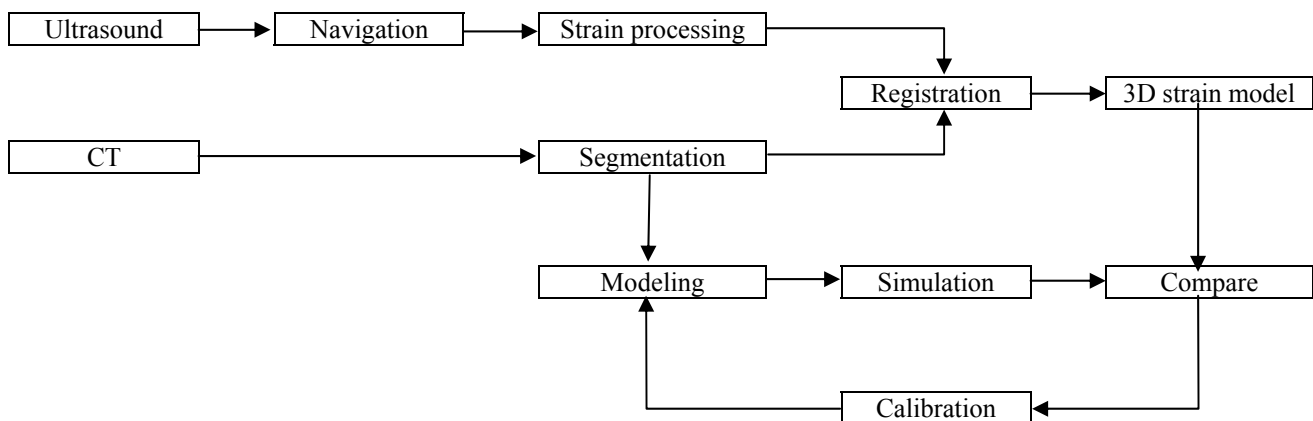 Ultrasound
Navigation
Strain processing
Registration
3D strain model
CT
Segmentation
Modeling
Simulation
Compare
Calibration